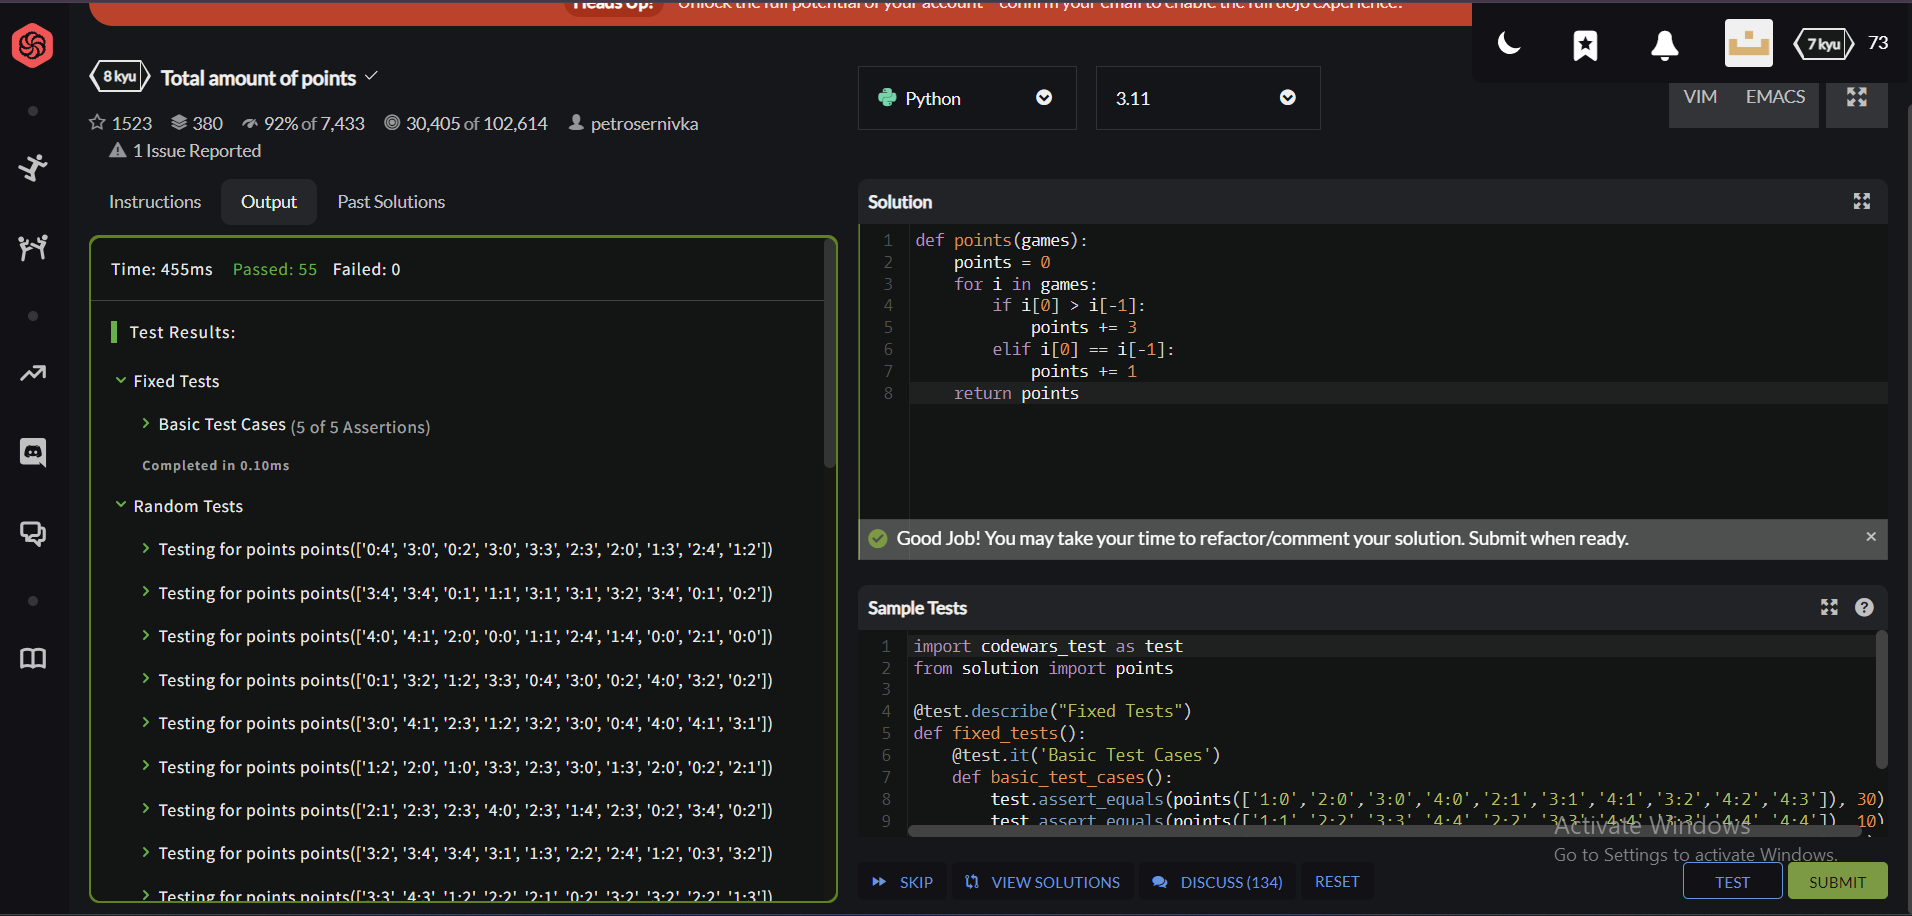 Heads Up! Unlock the full potential of your account - confirm your email to enable the full dojo experience.
7 kyu 73
8 kyu Total amount of points
1523 380 92% of 7,433 30,405 of 102,614 petrosernivka
1 Issue Reported
Python 3.11 VIM EMACS
Instructions Output Past Solutions
Time: 455ms Passed: 55 Failed: 0
Test Results:
Fixed Tests
Basic Test Cases (5 of 5 Assertions)
Completed in 0.10ms
Random Tests
Testing for points points(['0:4', '3:0', '0:2', '3:0', '3:3', '2:3', '2:0', '1:3', '2:4', '1:2'])
Testing for points points(['3:4', '3:4', '0:1', '1:1', '3:1', '3:1', '3:2', '3:4', '0:1', '0:2'])
Testing for points points(['4:0', '4:1', '2:0', '0:0', '1:1', '2:4', '1:4', '0:0', '2:1', '0:0'])
Testing for points points(['0:1', '3:2', '1:2', '3:3', '0:4', '3:0', '0:2', '4:0', '3:2', '0:2'])
Testing for points points(['3:0', '4:1', '2:3', '1:2', '3:2', '3:0', '0:4', '4:0', '4:1', '3:1'])
Testing for points points(['1:2', '2:0', '1:0', '3:3', '2:3', '3:0', '1:3', '2:0', '0:2', '2:1'])
Testing for points points(['2:1', '2:3', '2:3', '4:0', '2:3', '1:4', '2:3', '0:2', '3:4', '0:2'])
Testing for points points(['3:2', '3:4', '3:4', '3:1', '1:3', '2:2', '2:4', '1:2', '0:3', '3:2'])
Testing for points points(['3:3', '4:3', '1:2', '2:2', '2:1', '0:2', '3:2', '3:2', '2:2', '1:3'])
Solution
1 def points(games):
2 points = 0
3 for i in games:
4 if i[0] > i[-1]:
5 points += 3
6 elif i[0] == i[-1]:
7 points += 1
8 return points
Good Job! You may take your time to refactor/comment your solution. Submit when ready. ×
Sample Tests
1 import codewars_test as test
2 from solution import points
3
4 @test.describe("Fixed Tests")
5 def fixed_tests():
6 @test.it('Basic Test Cases')
7 def basic_test_cases():
8 test.assert_equals(points(['1:0','2:0','3:0','4:0','2:1','3:1','4:1','3:2','4:2','4:3']), 30)
9 test.assert_equals(points(['1:1','2:2','3:3','4:4','2:2','3:3','4:4','3:3','4:4','4:4']), 10)
Activate Windows
Go to Settings to activate Windows.
SKIP VIEW SOLUTIONS DISCUSS (134) RESET TEST SUBMIT